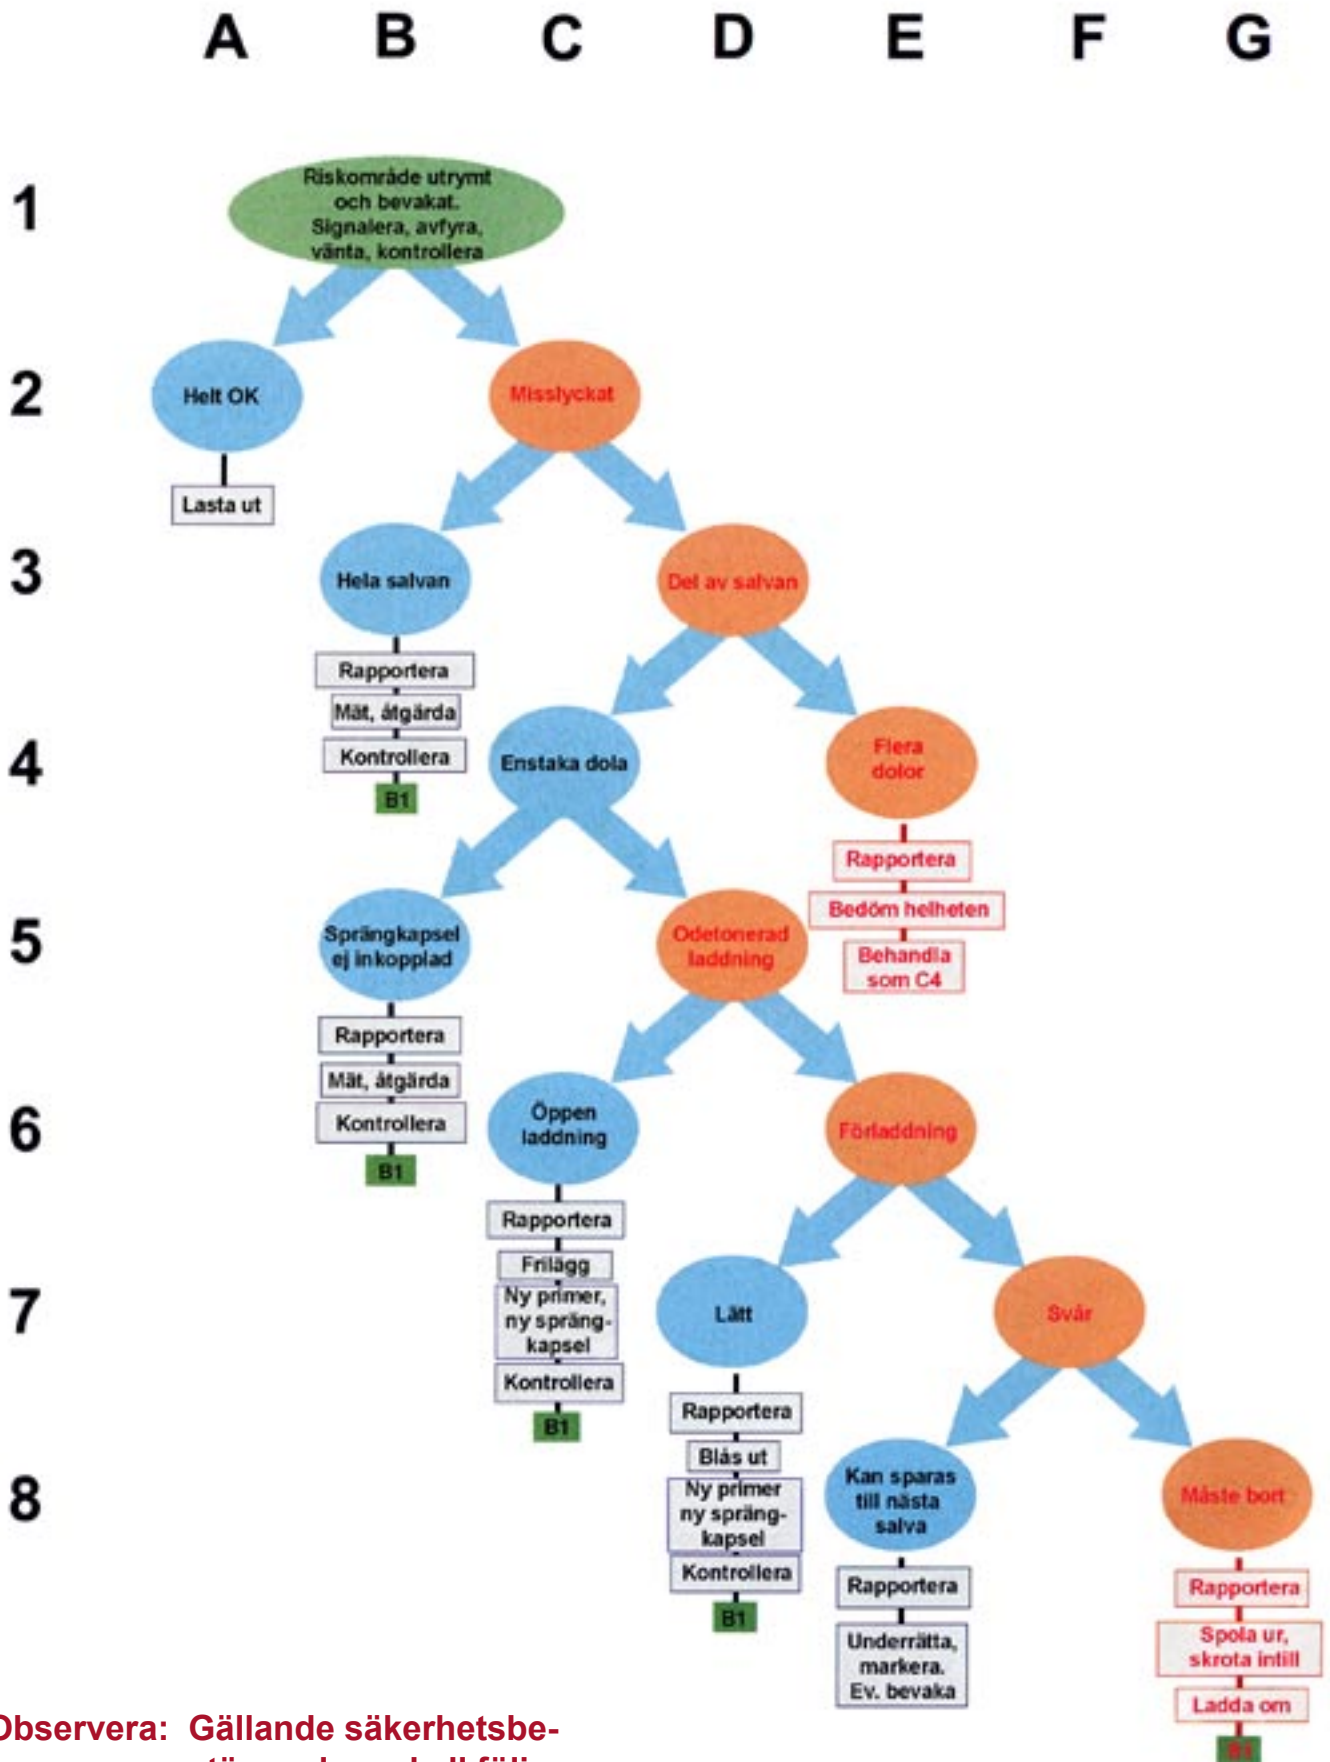 A B C D E F G
1
Riskområde utrymt
och bevakat.
Signalera, avfyra,
vänta, kontrollera
2
Helt OK
Misslyckat
Lasta ut
3
Hela salvan
Del av salvan
Rapportera
Mät, åtgärda
Kontrollera
B1
4
Enstaka dola
Flera
dolor
Rapportera
Bedöm helheten
Behandla
som C4
5
Sprängkapsel
ej inkopplad
Odetonerad
laddning
Rapportera
Mät, åtgärda
Kontrollera
B1
6
Öppen
laddning
Förladdning
Rapportera
Frilägg
Ny primer,
ny spräng-
kapsel
Kontrollera
B1
7
Lätt
Svår
Rapportera
Blås ut
Ny primer
ny spräng-
kapsel
Kontrollera
B1
8
Kan sparas
till nästa
salva
Måste bort
Rapportera
Underrätta,
markera.
Ev. bevaka
Rapportera
Spola ur,
skrota intill
Ladda om
B1
Observera: Gällande säkerhetsbe-